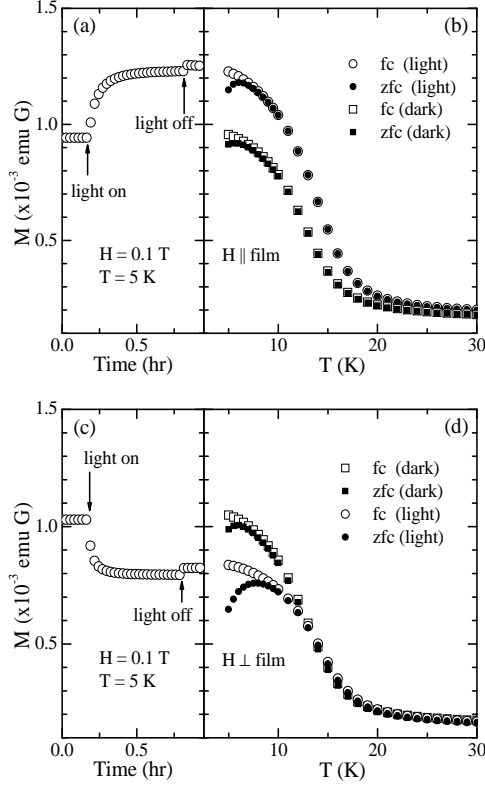 (a)
(b)
1.5
1.0
0.5
M (x10⁻³ emu G)
light on
light off
H = 0.1 T
T = 5 K
fc (light)
zfc (light)
fc (dark)
zfc (dark)
H || film
0.0 0.5
10 20 30
Time (hr)
T (K)
(c)
(d)
1.5
1.0
0.5
M (x10⁻³ emu G)
light on
light off
H = 0.1 T
T = 5 K
fc (dark)
zfc (dark)
fc (light)
zfc (light)
H ⊥ film
0.0 0.5
10 20 30
Time (hr)
T (K)